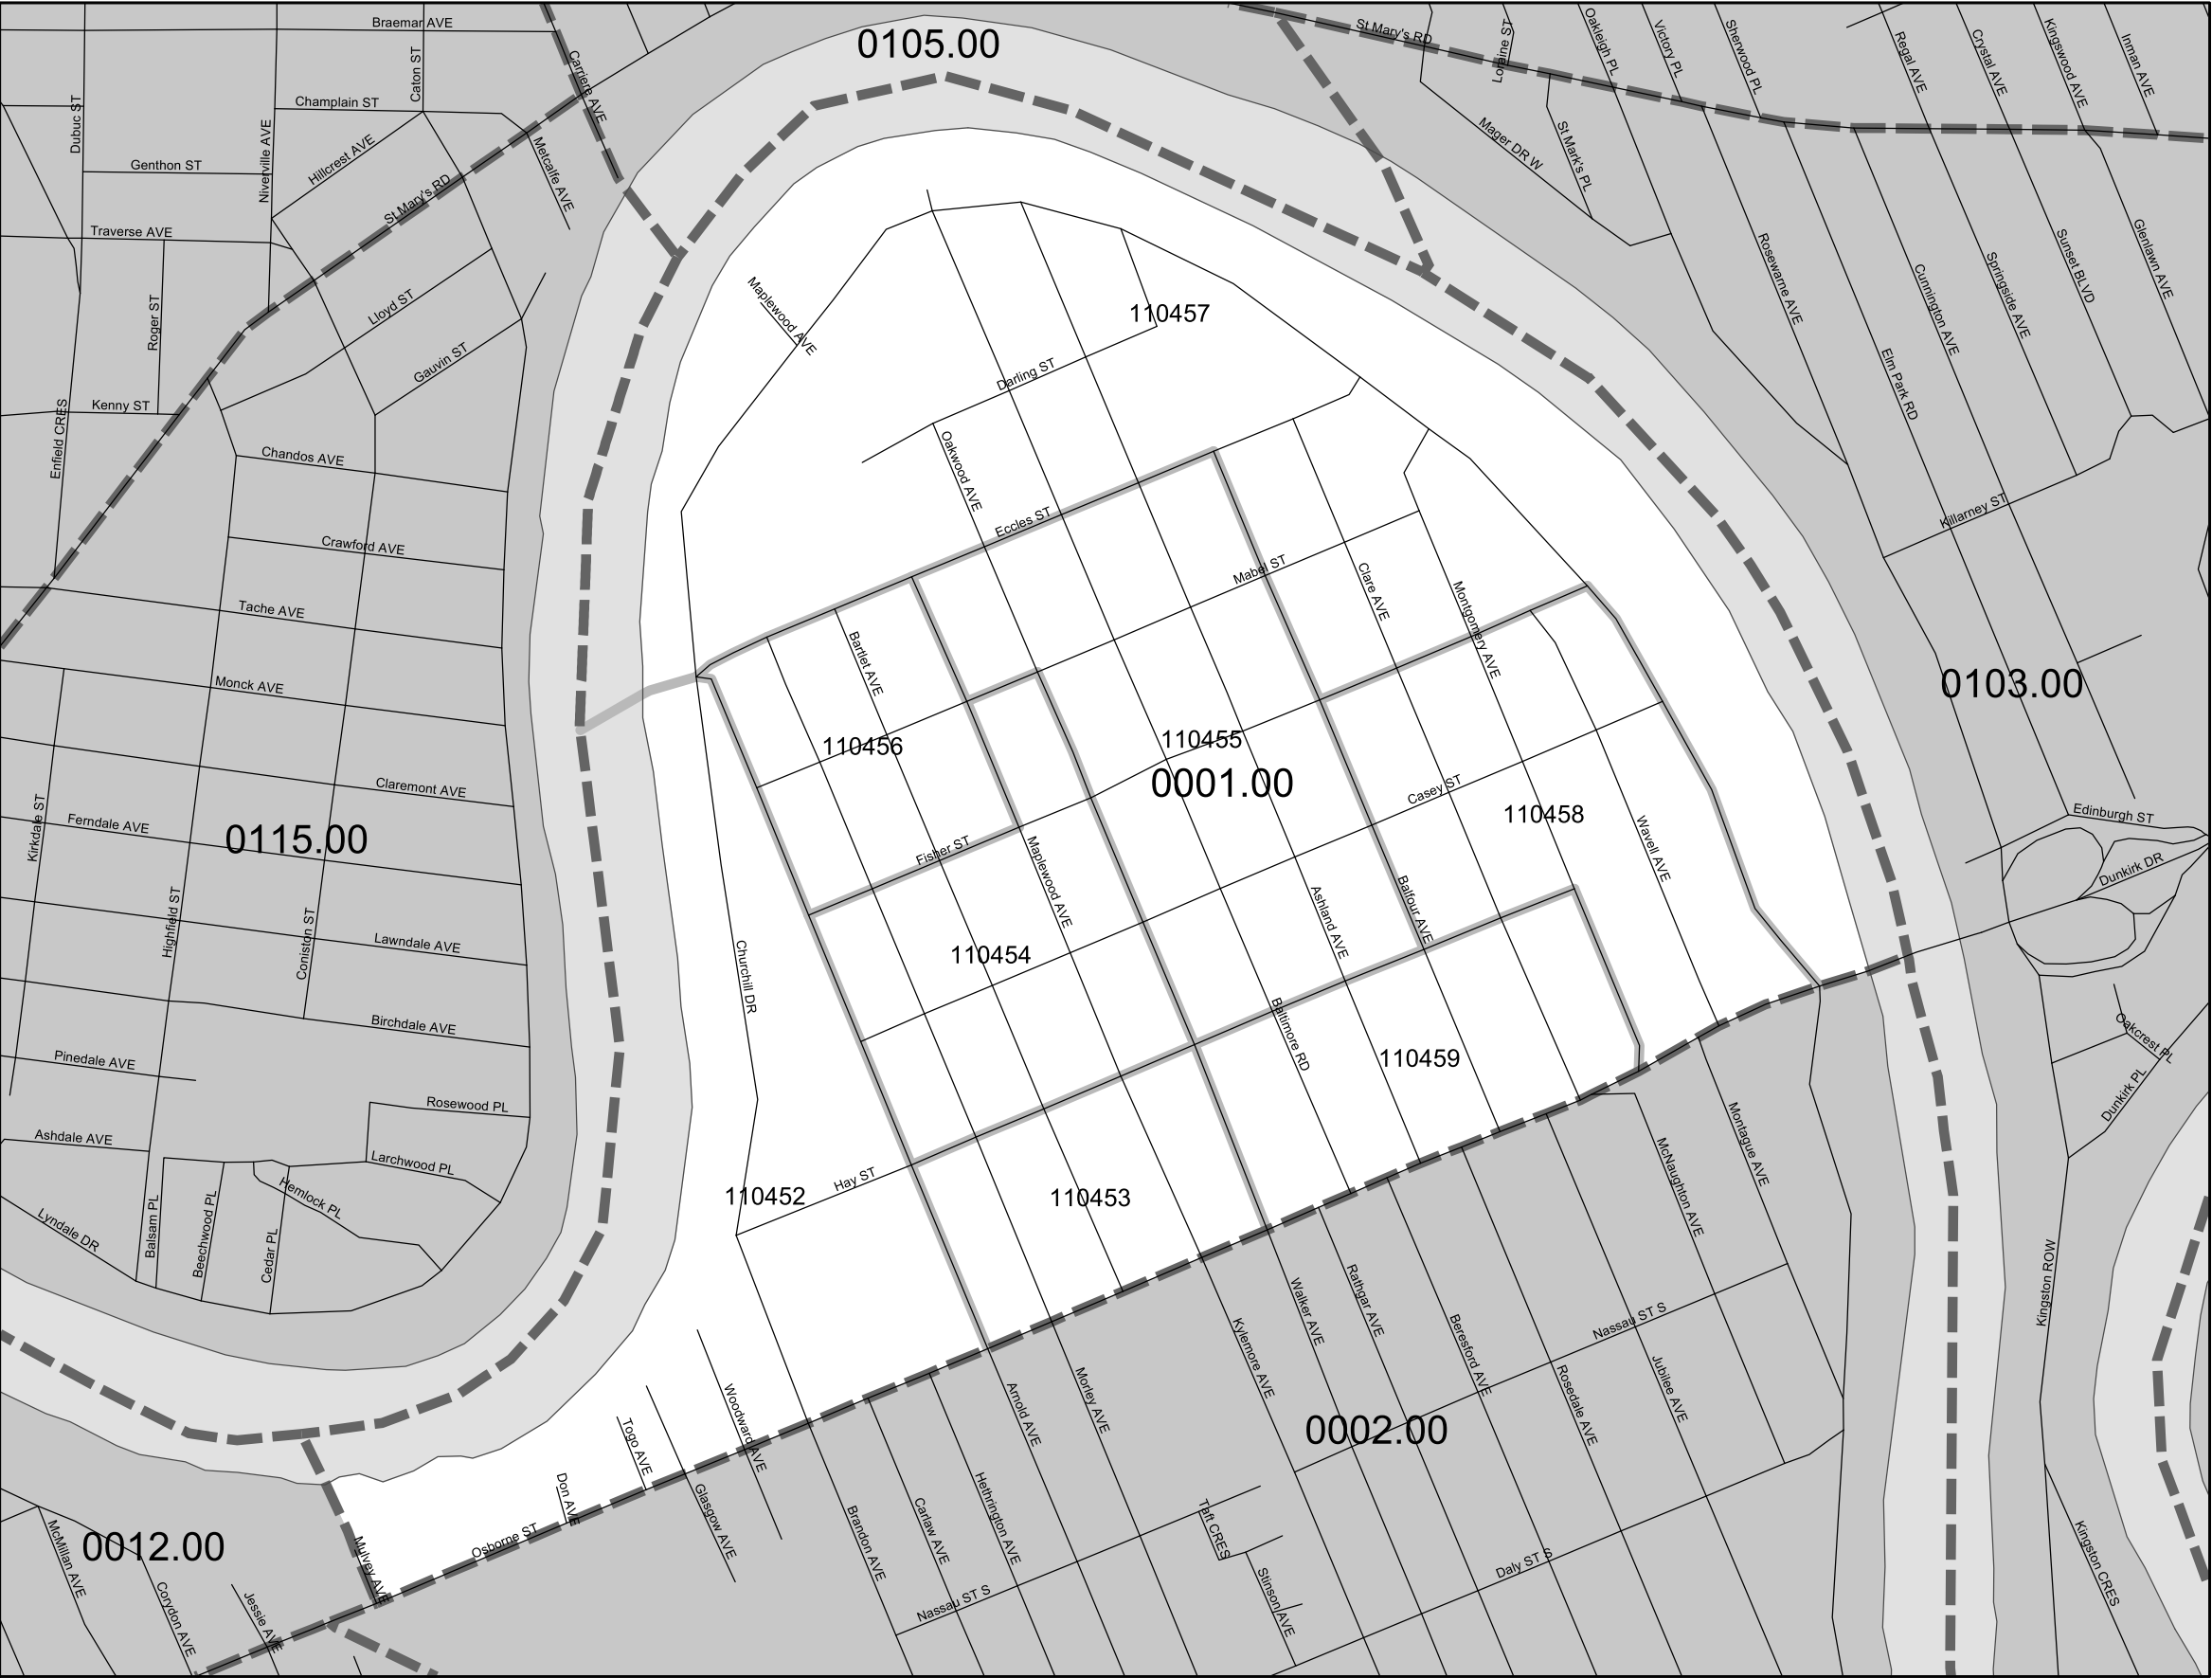 Braemar AVE
0105.00
St Mary's RD
Loraine ST
Oakleigh PL
Victory PL
Sherwood PL
Regal AVE
Crystal AVE
Kingswood AVE
Inman AVE
Carriere AVE
Caton ST
Dubuc ST
Champlain ST
Niverville AVE
Hillcrest AVE
Metcalfe AVE
Genthon ST
St Mary's RD
Traverse AVE
Mager DR W
St Mark's PL
Rosewarne AVE
Cunnington AVE
Springside AVE
Sunset BLVD
Glenlawn AVE
Roger ST
Lloyd ST
Gauvin ST
Maplewood AVE
110457
Elm Park RD
Darling ST
Kenny ST
Enfield CRES
Chandos AVE
Oakwood AVE
Killarney ST
Eccles ST
Crawford AVE
Mabel ST
Clare AVE
Montgomery AVE
Tache AVE
Bartlet AVE
0103.00
Monck AVE
110456
110455
0001.00
Claremont AVE
Casey ST
110458
Edinburgh ST
Kirkdale ST
Ferndale AVE
0115.00
Fisher ST
Maplewood AVE
Wavell AVE
Dunkirk DR
Highfield ST
Coniston ST
Lawndale AVE
Churchill DR
110454
Ashland AVE
Balfour AVE
Birchdale AVE
Baltimore RD
110459
Oakcrest PL
Dunkirk PL
Pinedale AVE
Rosewood PL
Ashdale AVE
Larchwood PL
Hemlock PL
Lyndale DR
Balsam PL
Beechwood PL
Cedar PL
110452
Hay ST
110453
McNaughton AVE
Montague AVE
Kingston ROW
Walker AVE
Rathgar AVE
Kylemore AVE
Beresford AVE
Nassau ST S
Rosedale AVE
Jubilee AVE
Woodward AVE
Togo AVE
Arnold AVE
Morley AVE
0002.00
Don AVE
Glasgow AVE
Hethrington AVE
Carlaw AVE
Brandon AVE
Taft CRES
0012.00
McMillan AVE
Mulvey AVE
Osborne ST
Daly ST S
Kingston CRES
Stinson AVE
Nassau ST S
Corydon AVE
Jessie AVE